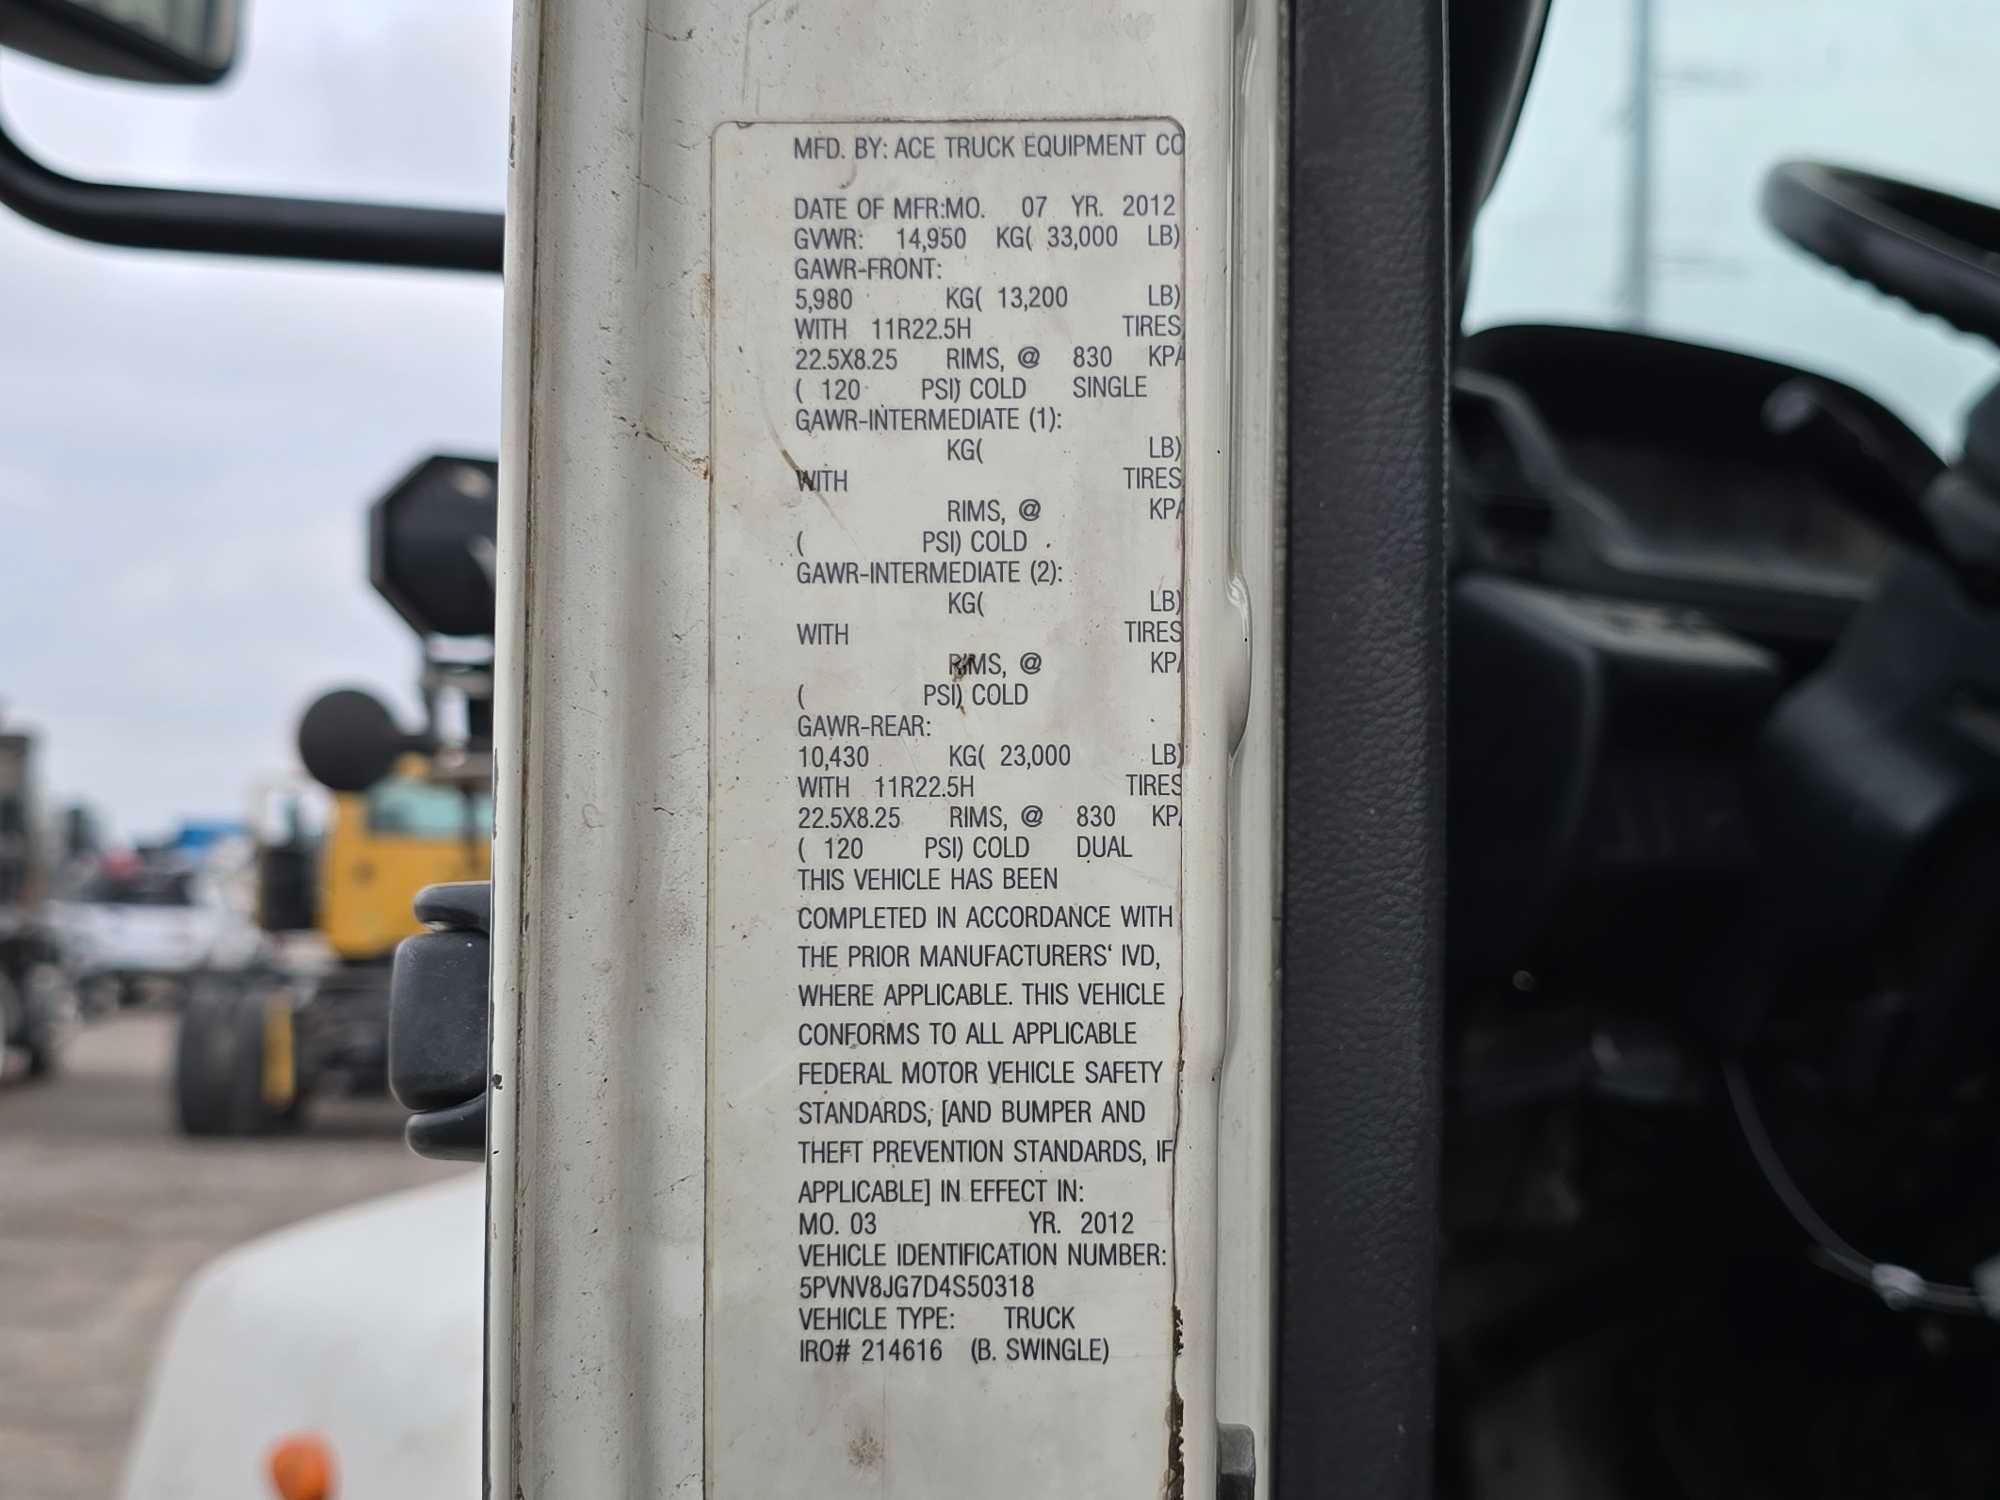 MFD. BY: ACE TRUCK EQUIPMENT CO
DATE OF MFR:MO. 07 YR. 2012
GVWR: 14,950 KG( 33,000 LB)
GAWR-FRONT:
5,980 KG( 13,200 LB)
WITH 11R22.5H TIRES
22.5X8.25 RIMS, @ 830 KPA
( 120 PSI) COLD SINGLE
GAWR-INTERMEDIATE (1):
KG( LB)
WITH TIRES
RIMS, @ KPA
( PSI) COLD
GAWR-INTERMEDIATE (2):
KG( LB)
WITH TIRES
RIMS, @ KPA
( PSI) COLD
GAWR-REAR:
10,430 KG( 23,000 LB)
WITH 11R22.5H TIRES
22.5X8.25 RIMS, @ 830 KPA
( 120 PSI) COLD DUAL
THIS VEHICLE HAS BEEN
COMPLETED IN ACCORDANCE WITH
THE PRIOR MANUFACTURERS‘ IVD,
WHERE APPLICABLE. THIS VEHICLE
CONFORMS TO ALL APPLICABLE
FEDERAL MOTOR VEHICLE SAFETY
STANDARDS, [AND BUMPER AND
THEFT PREVENTION STANDARDS, IF
APPLICABLE] IN EFFECT IN:
MO. 03 YR. 2012
VEHICLE IDENTIFICATION NUMBER:
5PVNV8JG7D4S50318
VEHICLE TYPE: TRUCK
IRO# 214616 (B. SWINGLE)